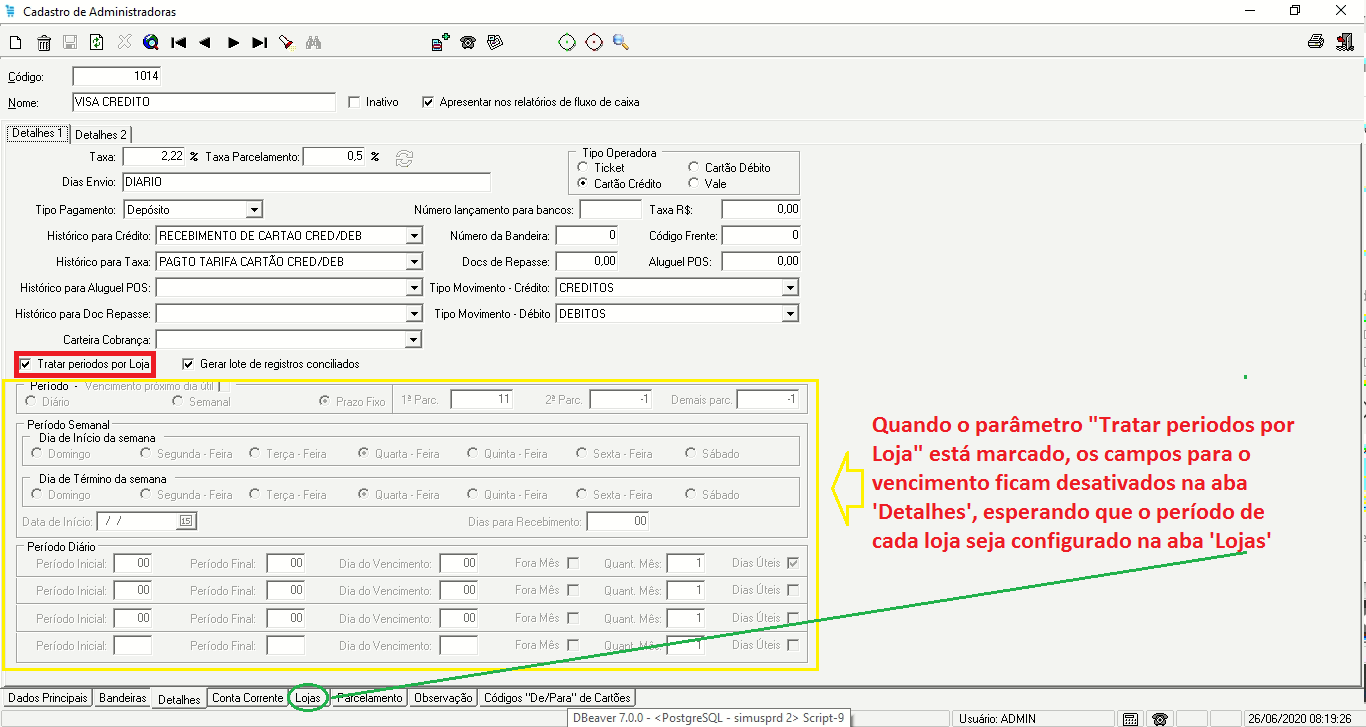 Cadastro de Administradoras
Código: 1014
Nome: VISA CREDITO Inativo Apresentar nos relatórios de fluxo de caixa
Detalhes 1 Detalhes 2
Taxa: 2,22 % Taxa Parcelamento: 0,5 %
Tipo Operadora
Ticket Cartão Débito
Cartão Crédito Vale
Dias Envio: DIARIO
Tipo Pagamento: Depósito Número lançamento para bancos: Taxa R$: 0,00
Histórico para Crédito: RECEBIMENTO DE CARTAO CRED/DEB Número da Bandeira: 0 Código Frente: 0
Histórico para Taxa: PAGTO TARIFA CARTÃO CRED/DEB Docs de Repasse: 0,00 Aluguel POS: 0,00
Histórico para Aluguel POS: Tipo Movimento - Crédito: CREDITOS
Histórico para Doc Repasse: Tipo Movimento - Débito DEBITOS
Carteira Cobrança:
Tratar periodos por Loja Gerar lote de registros conciliados
Período - Vencimento próximo dia útil
Diário Semanal Prazo Fixo 1ª Parc. 11 2ª Parc. -1 Demais parc. -1
Período Semanal
Dia de Início da semana
Domingo Segunda - Feira Terça - Feira Quarta - Feira Quinta - Feira Sexta - Feira Sábado
Dia de Término da semana
Domingo Segunda - Feira Terça - Feira Quarta - Feira Quinta - Feira Sexta - Feira Sábado
Data de Início: / / 15 Dias para Recebimento: 00
Período Diário
Período Inicial: 00 Período Final: 00 Dia do Vencimento: 00 Fora Mês Quant. Mês: 1 Dias Úteis
Período Inicial: 00 Período Final: 00 Dia do Vencimento: 00 Fora Mês Quant. Mês: 1 Dias Úteis
Período Inicial: 00 Período Final: 00 Dia do Vencimento: 00 Fora Mês Quant. Mês: 1 Dias Úteis
Período Inicial: Período Final: Dia do Vencimento: Fora Mês Quant. Mês: 1 Dias Úteis
Quando o parâmetro "Tratar periodos por
Loja" está marcado, os campos para o
vencimento ficam desativados na aba
'Detalhes', esperando que o período de
cada loja seja configurado na aba 'Lojas'
Dados Principais Bandeiras Detalhes Conta Corrente Lojas Parcelamento Observação Códigos "De/Para" de Cartões
DBeaver 7.0.0 - <PostgreSQL - simusprd 2> Script-9
Usuário: ADMIN 26/06/2020 08:19:26